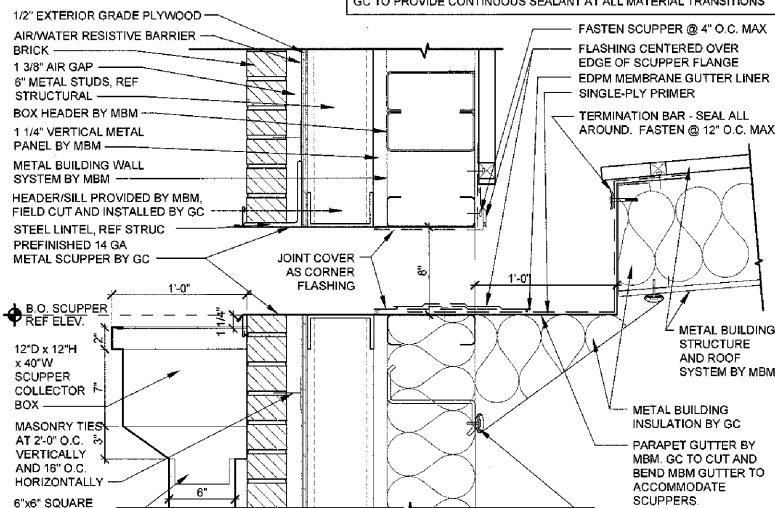 GC TO PROVIDE CONTINUOUS SEALANT AT ALL MATERIAL TRANSITIONS
1/2" EXTERIOR GRADE PLYWOOD
AIR/WATER RESISTIVE BARRIER
BRICK
1 3/8" AIR GAP
6" METAL STUDS, REF
STRUCTURAL
BOX HEADER BY MBM
1 1/4" VERTICAL METAL
PANEL BY MBM
METAL BUILDING WALL
SYSTEM BY MBM
HEADER/SILL PROVIDED BY MBM,
FIELD CUT AND INSTALLED BY GC
STEEL LINTEL, REF STRUC
PREFINISHED 14 GA
METAL SCUPPER BY GC
1'-0"
B.O. SCUPPER
REF ELEV.
1 1/4"
2"
12"D x 12"H
x 40"W
SCUPPER
COLLECTOR
BOX
7"
MASONRY TIES
AT 2'-0" O.C.
VERTICALLY
AND 16" O.C.
HORIZONTALLY
3"
6"
6"x6" SQUARE
JOINT COVER
AS CORNER
FLASHING
8"
1'-0"
FASTEN SCUPPER @ 4" O.C. MAX
FLASHING CENTERED OVER
EDGE OF SCUPPER FLANGE
EDPM MEMBRANE GUTTER LINER
SINGLE-PLY PRIMER
TERMINATION BAR - SEAL ALL
AROUND. FASTEN @ 12" O.C. MAX
METAL BUILDING
STRUCTURE
AND ROOF
SYSTEM BY MBM
METAL BUILDING
INSULATION BY GC
PARAPET GUTTER BY
MBM. GC TO CUT AND
BEND MBM GUTTER TO
ACCOMMODATE
SCUPPERS.